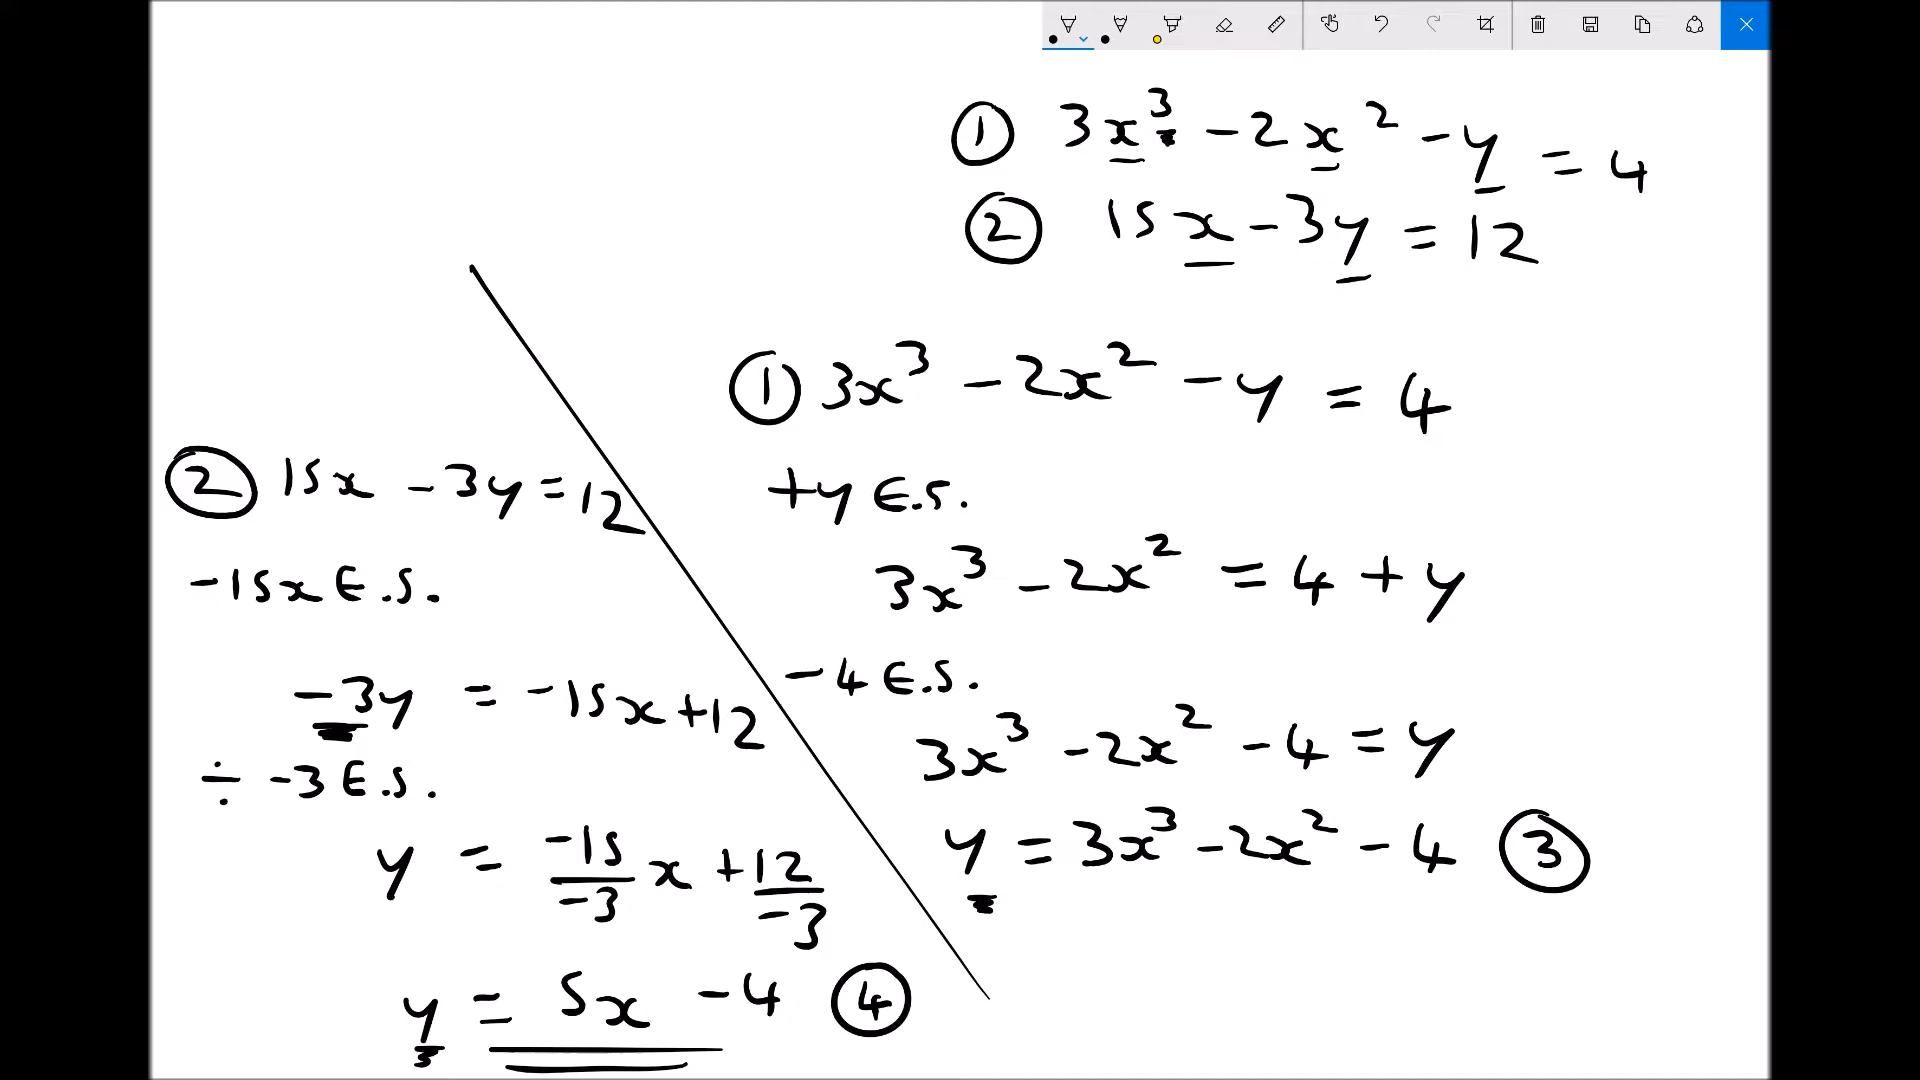 ① 3x³ - 2x² - y = 4
② 15x - 3y = 12
① 3x³ - 2x² - y = 4
+y E.S.
3x³ - 2x² = 4 + y
-4 E.S.
3x³ - 2x² - 4 = y
y = 3x³ - 2x² - 4 ③
② 15x - 3y = 12
-15x E.S.
-3y = -15x + 12
÷ -3 E.S.
y = -15/-3 x + 12/-3
y = 5x - 4 ④